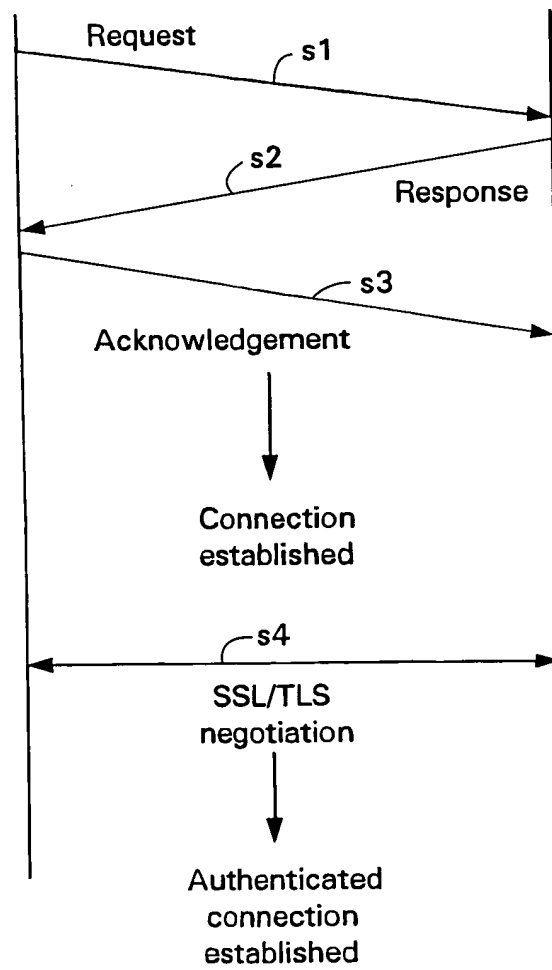 Request
s1
s2
Response
s3
Acknowledgement
Connection
established
s4
SSL/TLS
negotiation
Authenticated
connection
established